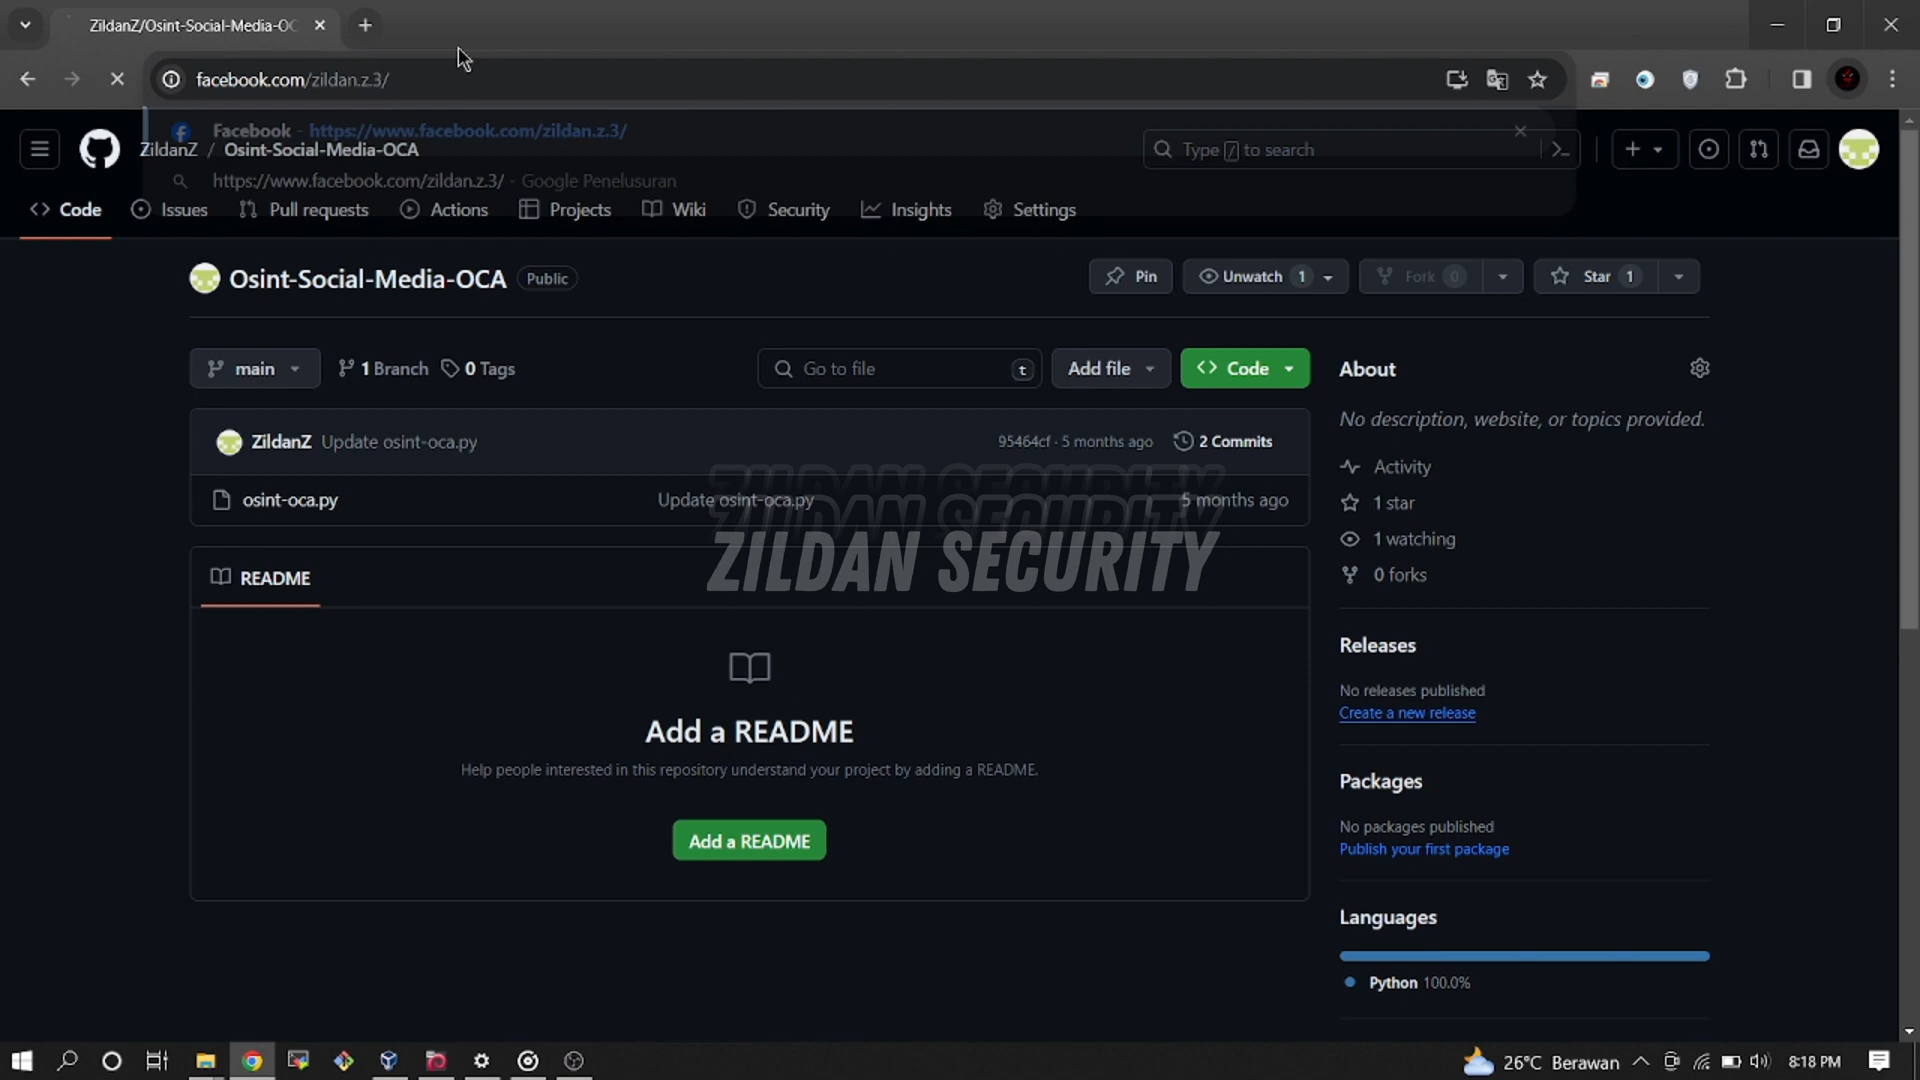 ZildanZ/Osint-Social-Media-OC
facebook.com/zildan.z.3/
Facebook - https://www.facebook.com/zildan.z.3/
ZildanZ / Osint-Social-Media-OCA
Type / to search
https://www.facebook.com/zildan.z.3/ - Google Penelusuran
Code Issues Pull requests Actions Projects Wiki Security Insights Settings
Osint-Social-Media-OCA Public
Pin Unwatch 1 Fork 0 Star 1
main 1 Branch 0 Tags Go to file t Add file Code
ZildanZ Update osint-oca.py 95464cf · 5 months ago 2 Commits
osint-oca.py Update osint-oca.py 5 months ago
ZILDAN SECURITY
ZILDAN SECURITY
ZILDAN SECURITY
README
Add a README
Help people interested in this repository understand your project by adding a README.
Add a README
About
No description, website, or topics provided.
Activity
1 star
1 watching
0 forks
Releases
No releases published
Create a new release
Packages
No packages published
Publish your first package
Languages
Python 100.0%
26°C Berawan 8:18 PM